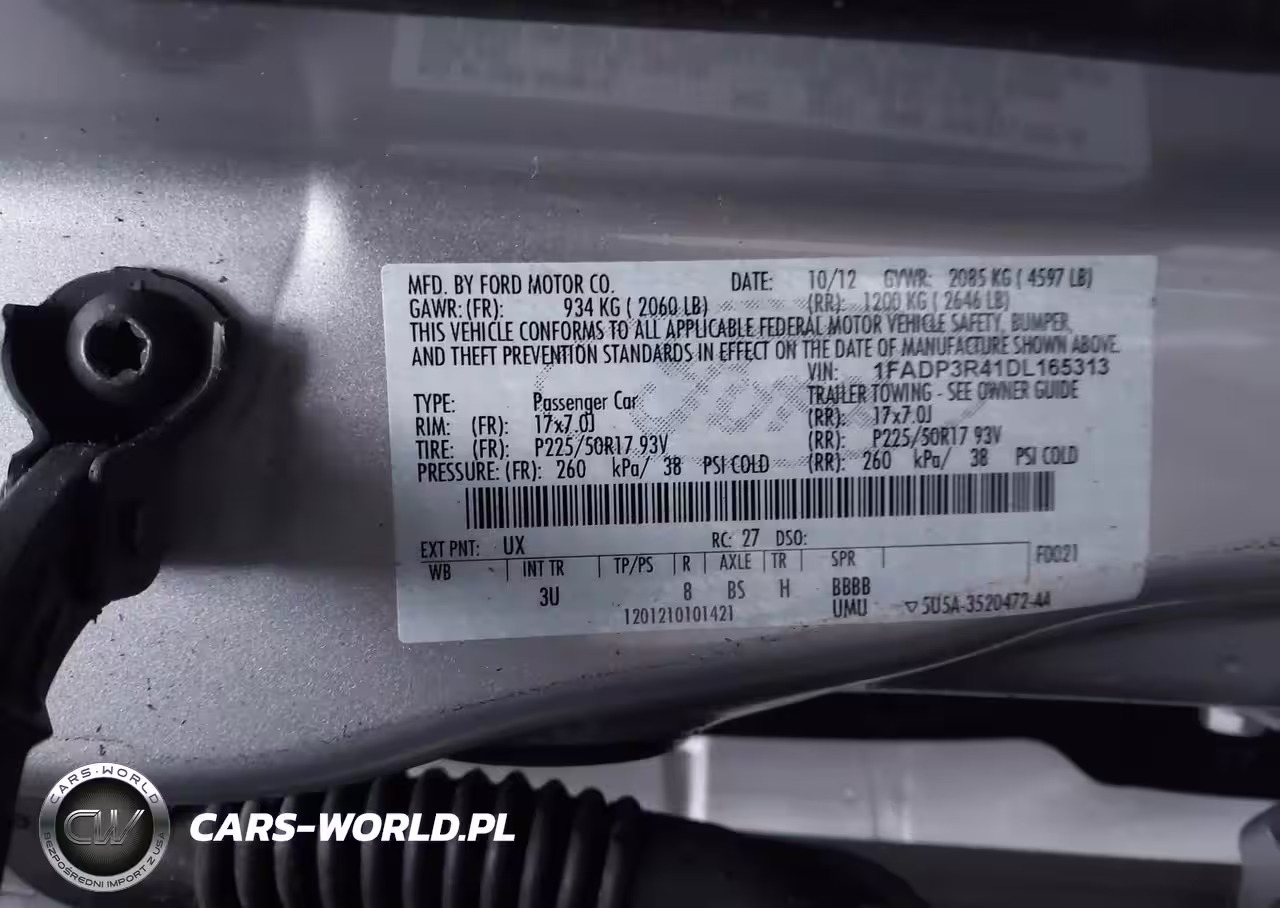 MFD. BY FORD MOTOR CO. DATE: 10/12 GVWR: 2085 KG ( 4597 LB)
GAWR: (FR): 934 KG ( 2060 LB) (RR): 1200 KG ( 2646 LB)
THIS VEHICLE CONFORMS TO ALL APPLICABLE FEDERAL MOTOR VEHICLE SAFETY, BUMPER,
AND THEFT PREVENTION STANDARDS IN EFFECT ON THE DATE OF MANUFACTURE SHOWN ABOVE.
VIN: 1FADP3R41DL165313
TYPE: Passenger Car TRAILER TOWING - SEE OWNER GUIDE
RIM: (FR): 17x7.0J (RR): 17x7.0J
TIRE: (FR): P225/50R17 93V (RR): P225/50R17 93V
PRESSURE: (FR): 260 kPa/ 38 PSI COLD (RR): 260 kPa/ 38 PSI COLD
EXT PNT: UX RC: 27 DSO:
WB INT TR TP/PS R AXLE TR SPR F0021
3U 8 BS H BBBB
1201210101421 UMU ▽5U5A-3520472-AA
CARS-WORLD
CW
BEZPOŚREDNI IMPORT Z USA
CARS-WORLD.PL